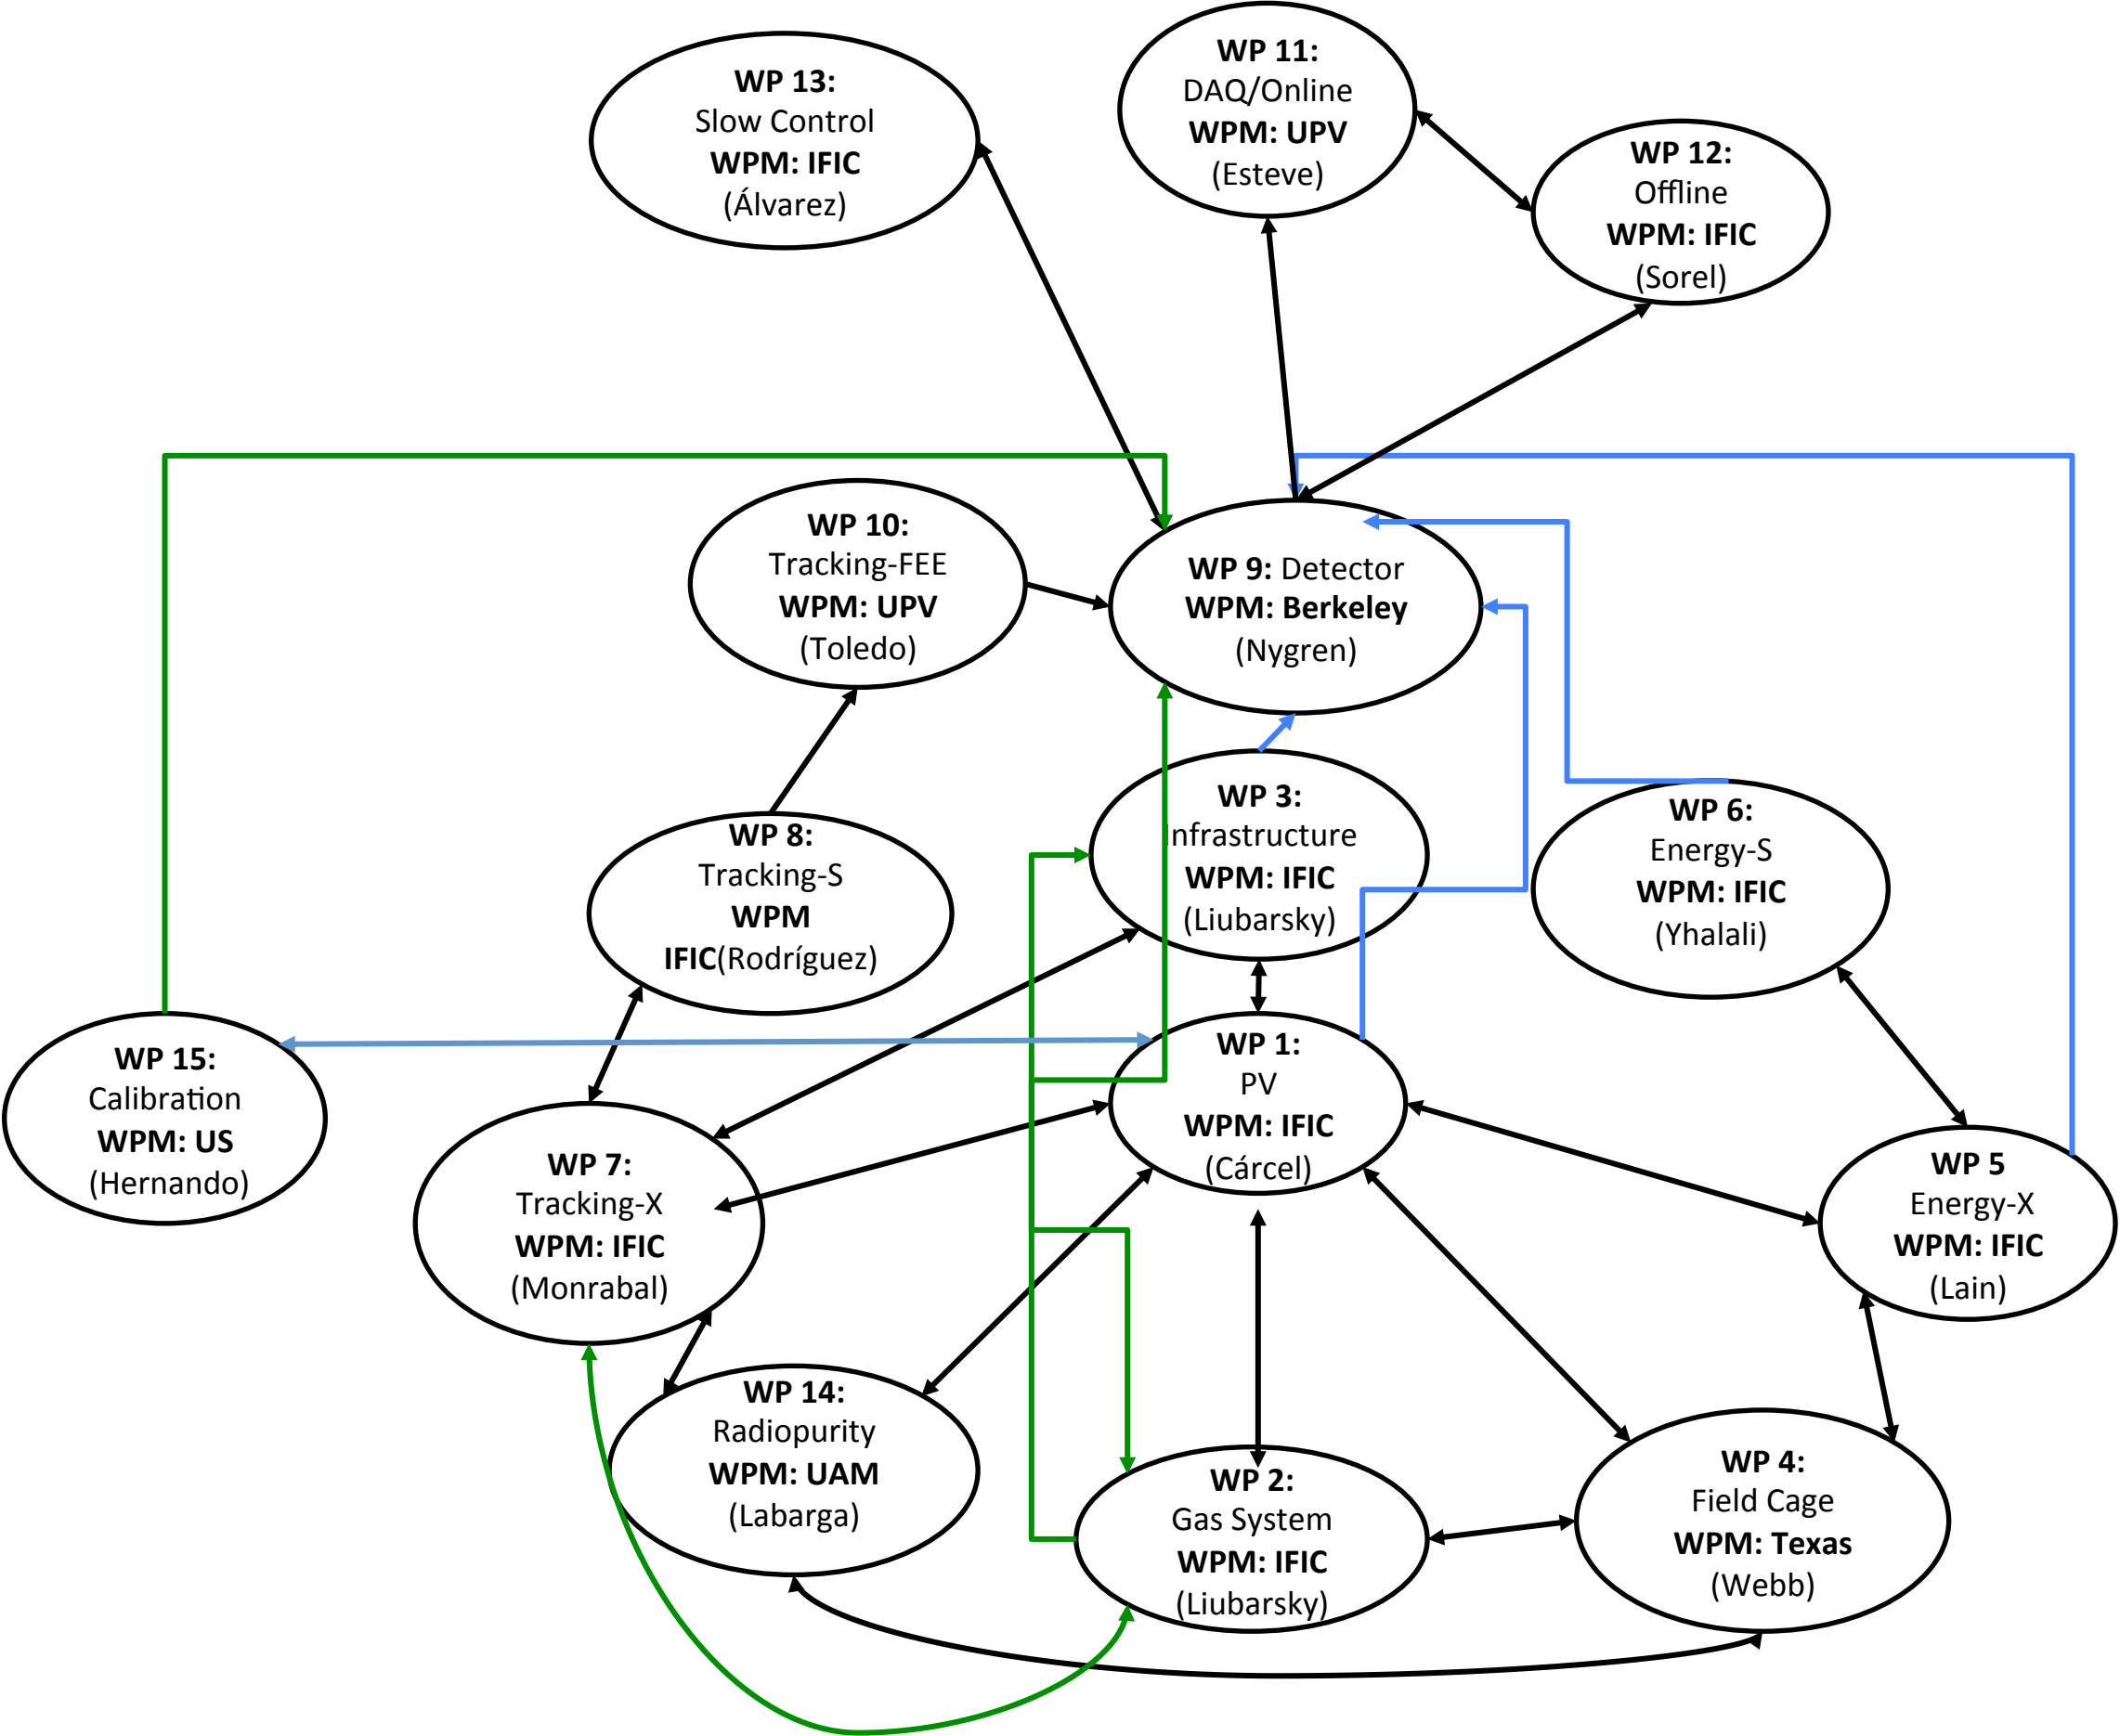 WP 11:
DAQ/Online
WPM: UPV
(Esteve)
WP 13:
Slow Control
WPM: IFIC
(Álvarez)
WP 12:
Offline
WPM: IFIC
(Sorel)
WP 10:
Tracking-FEE
WPM: UPV
(Toledo)
WP 9: Detector
WPM: Berkeley
(Nygren)
WP 3:
Infrastructure
WPM: IFIC
(Liubarsky)
WP 6:
Energy-S
WPM: IFIC
(Yhalali)
WP 8:
Tracking-S
WPM
IFIC(Rodríguez)
WP 15:
Calibration
WPM: US
(Hernando)
WP 1:
PV
WPM: IFIC
(Cárcel)
WP 7:
Tracking-X
WPM: IFIC
(Monrabal)
WP 5
Energy-X
WPM: IFIC
(Lain)
WP 14:
Radiopurity
WPM: UAM
(Labarga)
WP 2:
Gas System
WPM: IFIC
(Liubarsky)
WP 4:
Field Cage
WPM: Texas
(Webb)